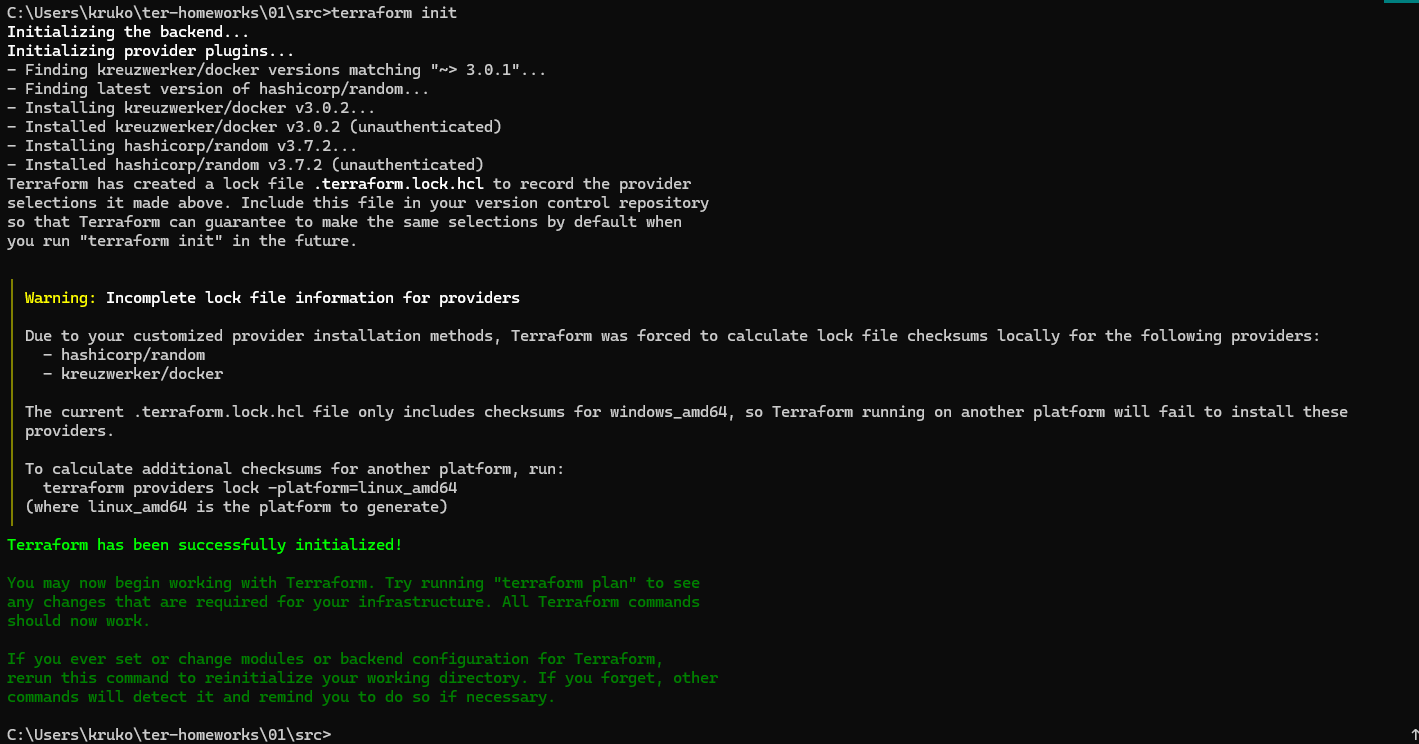 C:\Users\kruko\ter-homeworks\01\src>terraform init
Initializing the backend...
Initializing provider plugins...
- Finding kreuzwerker/docker versions matching "~> 3.0.1"...
- Finding latest version of hashicorp/random...
- Installing kreuzwerker/docker v3.0.2...
- Installed kreuzwerker/docker v3.0.2 (unauthenticated)
- Installing hashicorp/random v3.7.2...
- Installed hashicorp/random v3.7.2 (unauthenticated)
Terraform has created a lock file .terraform.lock.hcl to record the provider
selections it made above. Include this file in your version control repository
so that Terraform can guarantee to make the same selections by default when
you run "terraform init" in the future.
Warning: Incomplete lock file information for providers
Due to your customized provider installation methods, Terraform was forced to calculate lock file checksums locally for the following providers:
- hashicorp/random
- kreuzwerker/docker
The current .terraform.lock.hcl file only includes checksums for windows_amd64, so Terraform running on another platform will fail to install these
providers.
To calculate additional checksums for another platform, run:
terraform providers lock -platform=linux_amd64
(where linux_amd64 is the platform to generate)
Terraform has been successfully initialized!
You may now begin working with Terraform. Try running "terraform plan" to see
any changes that are required for your infrastructure. All Terraform commands
should now work.
If you ever set or change modules or backend configuration for Terraform,
rerun this command to reinitialize your working directory. If you forget, other
commands will detect it and remind you to do so if necessary.
C:\Users\kruko\ter-homeworks\01\src>